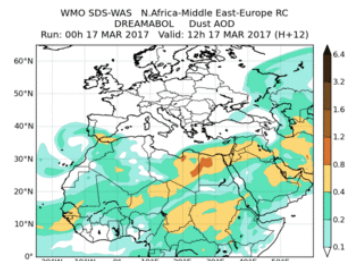 WMO SDS-WAS N.Africa-Middle East-Europe RC
DREAMABOL Dust AOD
Run: 00h 17 MAR 2017 Valid: 12h 17 MAR 2017 (H+12)
60°N
50°N
40°N
30°N
20°N
10°N
0°
6.4
3.2
1.6
1.2
0.8
0.4
0.2
0.1